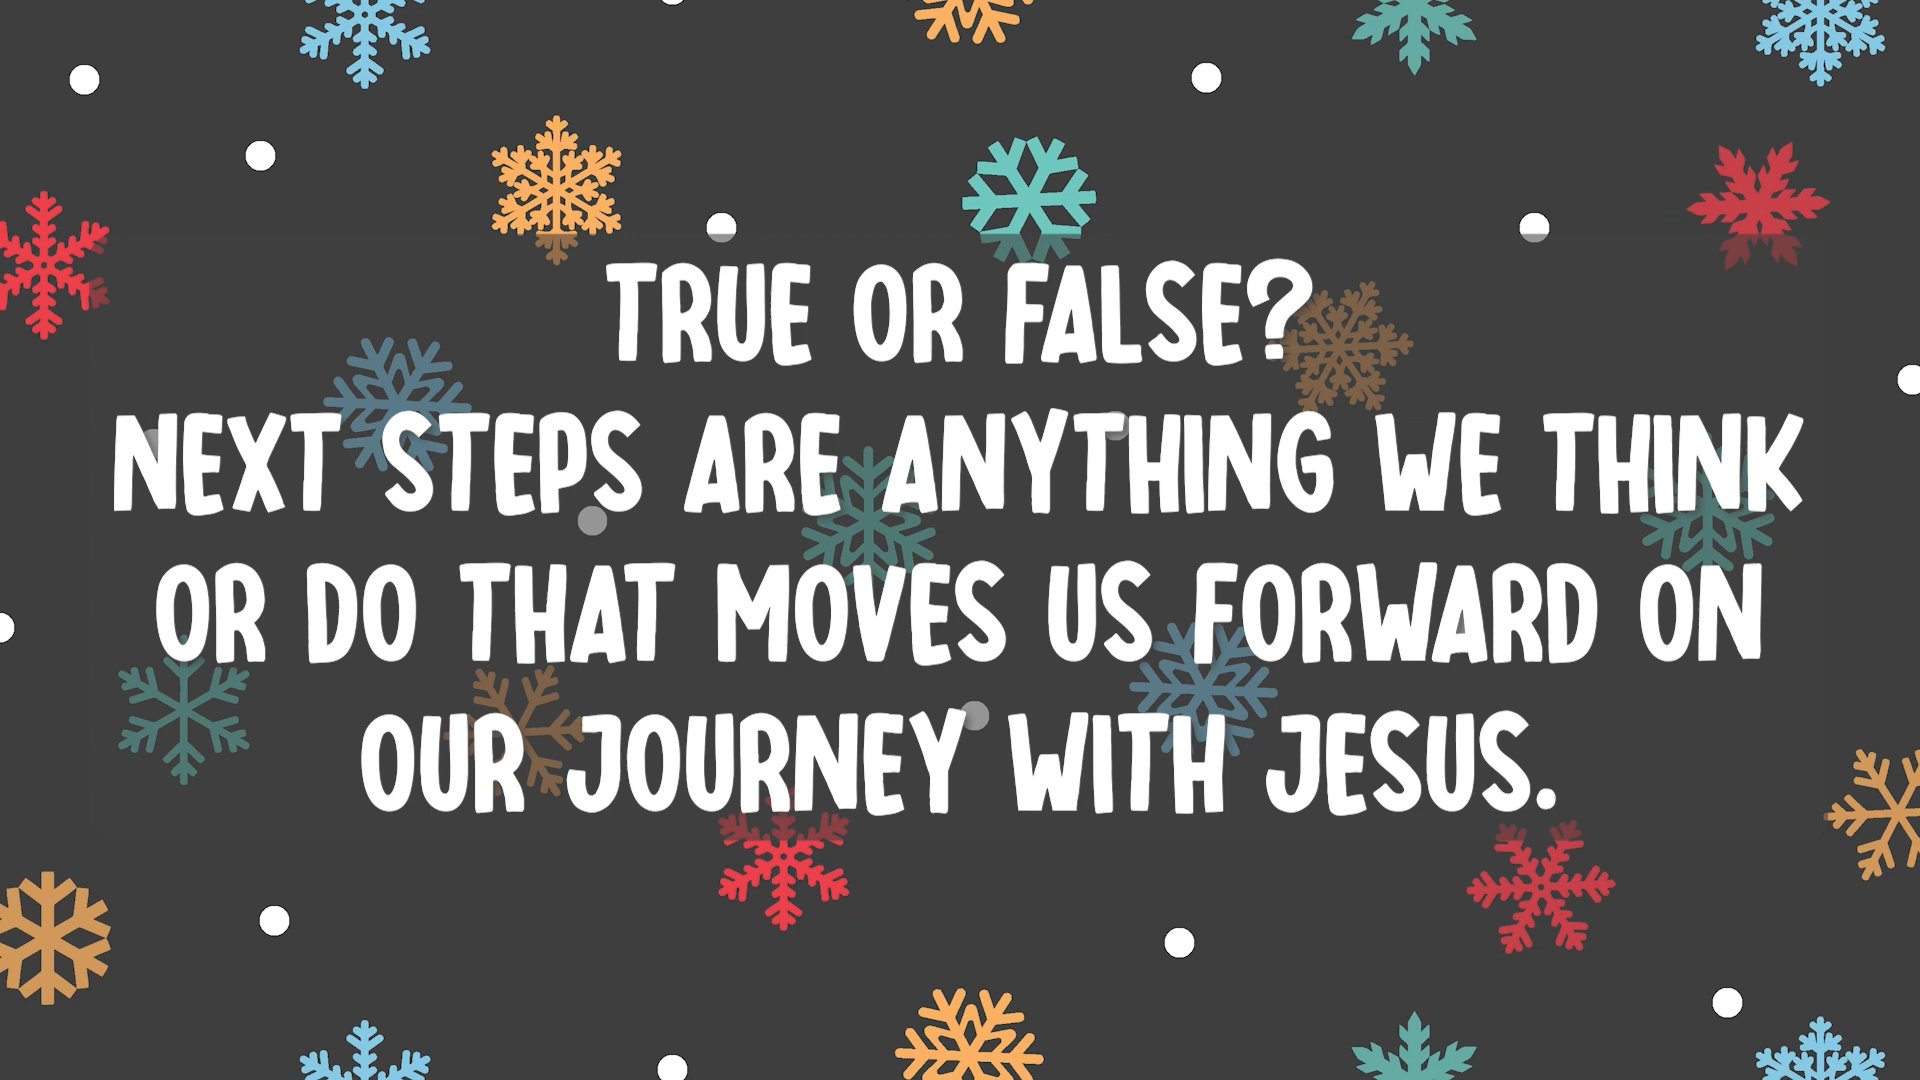 TRUE OR FALSE?
NEXT STEPS ARE ANYTHING WE THINK
OR DO THAT MOVES US FORWARD ON
OUR JOURNEY WITH JESUS.